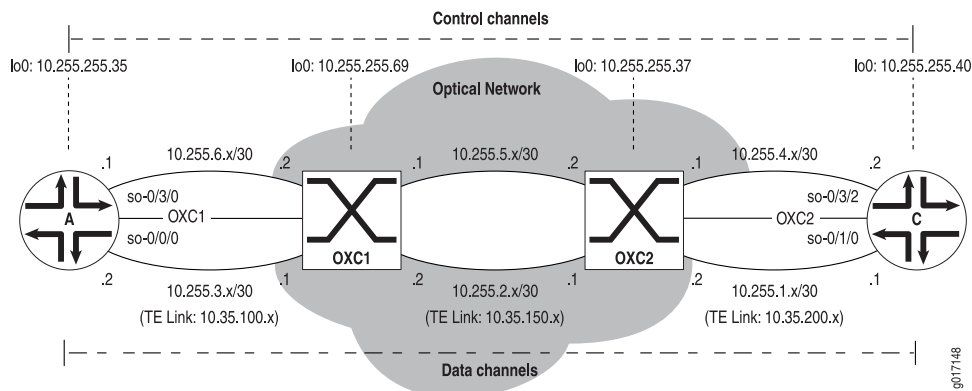 Control channels
lo0: 10.255.255.35
lo0: 10.255.255.69
lo0: 10.255.255.37
lo0: 10.255.255.40
Optical Network
.1
10.255.6.x/30
.2
.1
10.255.5.x/30
.2
.1
10.255.4.x/30
.2
so-0/3/0
so-0/3/2
A
OXC1
OXC2
C
so-0/0/0
so-0/1/0
OXC1
OXC2
.2
10.255.3.x/30
.1
.2
10.255.2.x/30
.1
.2
10.255.1.x/30
.1
(TE Link: 10.35.100.x)
(TE Link: 10.35.150.x)
(TE Link: 10.35.200.x)
Data channels
g017148